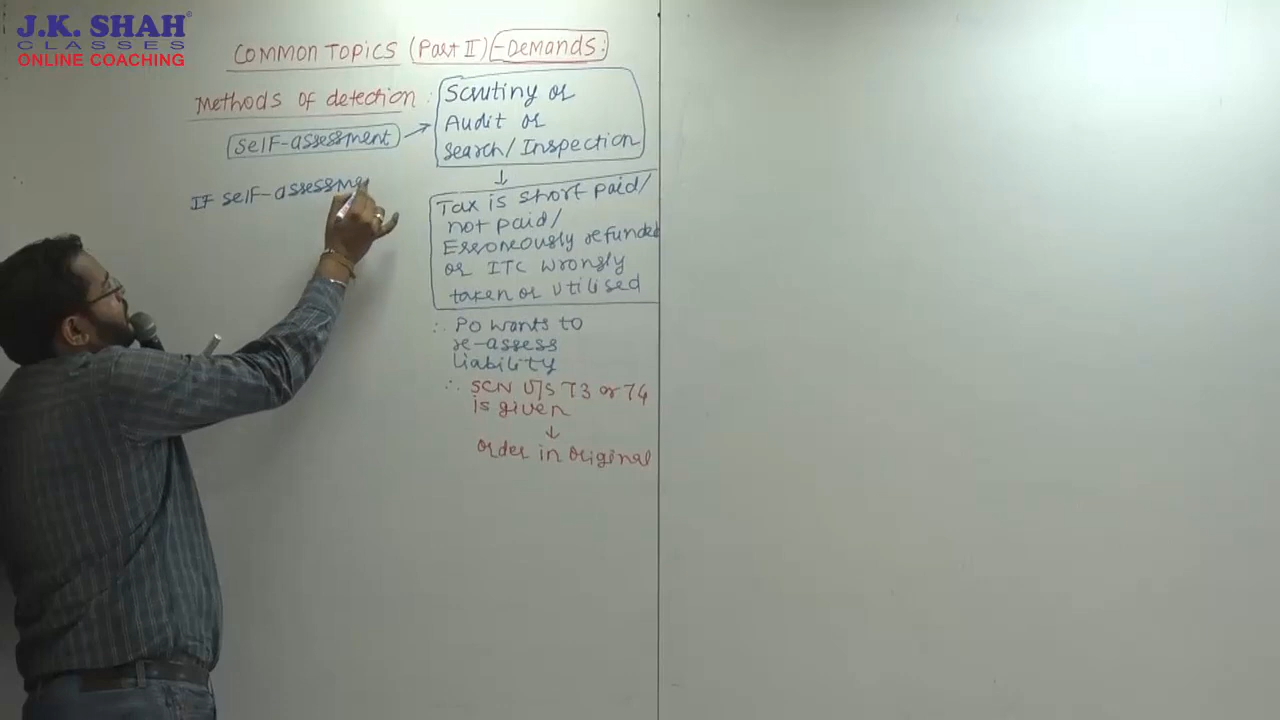 J.K. SHAH®
CLASSES
ONLINE COACHING
COMMON TOPICS (Part II) - Demands:
Methods of detection :
Self-assessment → Scrutiny or
Audit or
Search/Inspection
↓
If self-assessme
Tax is short paid/
not paid/
Erroneously refunded
or ITC wrongly
taken or utilised
∴ PO wants to
re-assess
liability
∴ SCN U/S 73 or 74
is given
↓
order in original